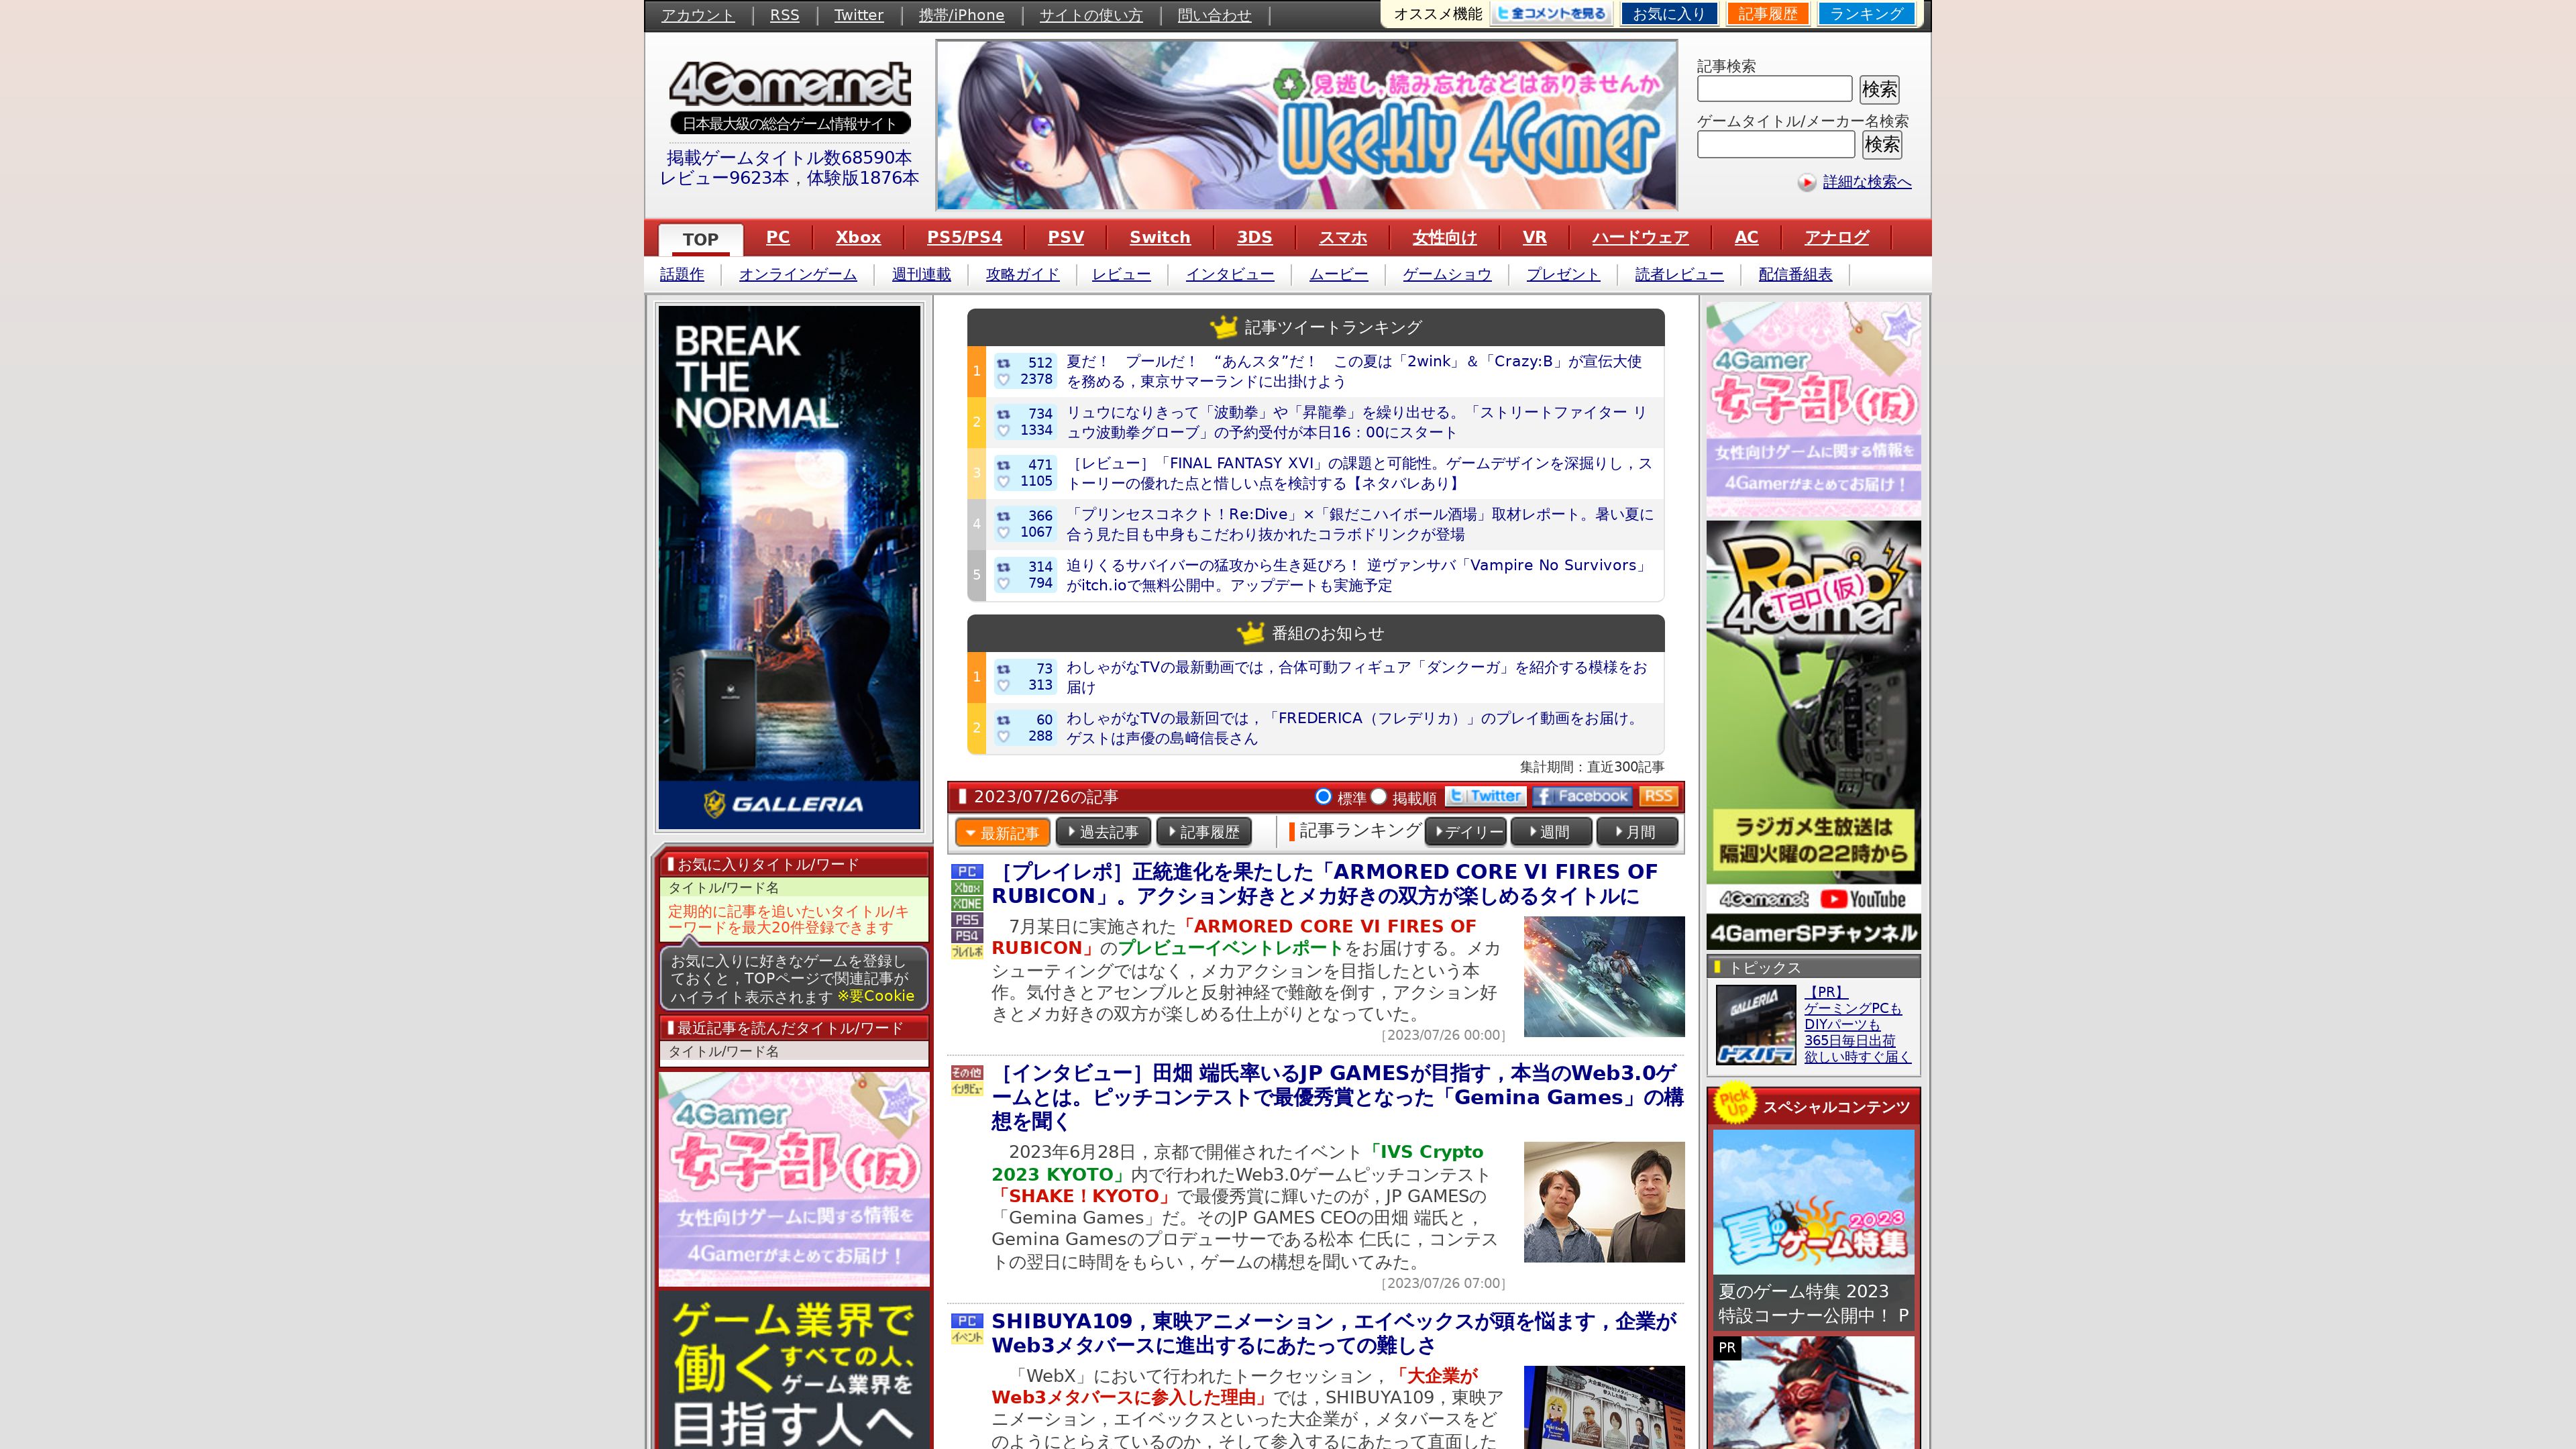 アカウント
RSS
Twitter
携帯/iPhone
サイトの使い方
問い合わせ
オススメ機能
全コメントを見る
お気に入り
記事履歴
ランキング
4Gamer.net
日本最大級の総合ゲーム情報サイト
掲載ゲームタイトル数68590本
レビュー9623本，体験版1876本
見逃し,読み忘れなどはありませんか
Weekly 4Gamer
記事検索
検索
ゲームタイトル/メーカー名検索
検索
詳細な検索へ
TOP
PC
Xbox
PS5/PS4
PSV
Switch
3DS
スマホ
女性向け
VR
ハードウェア
AC
アナログ
話題作
オンラインゲーム
週刊連載
攻略ガイド
レビュー
インタビュー
ムービー
ゲームショウ
プレゼント
読者レビュー
配信番組表
BREAK
THE
NORMAL
GALLERIA
お気に入りタイトル/ワード
タイトル/ワード名
定期的に記事を追いたいタイトル/キ
ーワードを最大20件登録できます
お気に入りに好きなゲームを登録し
ておくと，TOPページで関連記事が
ハイライト表示されます ※要Cookie
最近記事を読んだタイトル/ワード
タイトル/ワード名
4Gamer
女子部(仮)
女性向けゲームに関する情報を
4Gamerがまとめてお届け！
ゲーム業界で
働くすべての人、
ゲーム業界を
目指す人へ
記事ツイートランキング
1
512
2378
夏だ！　プールだ！　“あんスタ”だ！　この夏は「2wink」＆「Crazy:B」が宣伝大使
を務める，東京サマーランドに出掛けよう
2
734
1334
リュウになりきって「波動拳」や「昇龍拳」を繰り出せる。「ストリートファイター リ
ュウ波動拳グローブ」の予約受付が本日16：00にスタート
3
471
1105
［レビュー］「FINAL FANTASY XVI」の課題と可能性。ゲームデザインを深掘りし，ス
トーリーの優れた点と惜しい点を検討する【ネタバレあり】
4
366
1067
「プリンセスコネクト！Re:Dive」×「銀だこハイボール酒場」取材レポート。暑い夏に
合う見た目も中身もこだわり抜かれたコラボドリンクが登場
5
314
794
迫りくるサバイバーの猛攻から生き延びろ！ 逆ヴァンサバ「Vampire No Survivors」
がitch.ioで無料公開中。アップデートも実施予定
番組のお知らせ
1
73
313
わしゃがなTVの最新動画では，合体可動フィギュア「ダンクーガ」を紹介する模様をお
届け
2
60
288
わしゃがなTVの最新回では，「FREDERICA（フレデリカ）」のプレイ動画をお届け。
ゲストは声優の島﨑信長さん
集計期間：直近300記事
2023/07/26の記事
標準
掲載順
Twitter
Facebook
RSS
最新記事
過去記事
記事履歴
記事ランキング
デイリー
週間
月間
PC
Xbox
XONE
PS5
PS4
プレイレポ
［プレイレポ］正統進化を果たした「ARMORED CORE VI FIRES OF
RUBICON」。アクション好きとメカ好きの双方が楽しめるタイトルに
7月某日に実施された「ARMORED CORE VI FIRES OF
RUBICON」のプレビューイベントレポートをお届けする。メカ
シューティングではなく，メカアクションを目指したという本
作。気付きとアセンブルと反射神経で難敵を倒す，アクション好
きとメカ好きの双方が楽しめる仕上がりとなっていた。
［2023/07/26 00:00］
その他
インタビュー
［インタビュー］田畑 端氏率いるJP GAMESが目指す，本当のWeb3.0ゲ
ームとは。ピッチコンテストで最優秀賞となった「Gemina Games」の構
想を聞く
2023年6月28日，京都で開催されたイベント「IVS Crypto
2023 KYOTO」内で行われたWeb3.0ゲームピッチコンテスト
「SHAKE！KYOTO」で最優秀賞に輝いたのが，JP GAMESの
「Gemina Games」だ。そのJP GAMES CEOの田畑 端氏と，
Gemina Gamesのプロデューサーである松本 仁氏に，コンテス
トの翌日に時間をもらい，ゲームの構想を聞いてみた。
［2023/07/26 07:00］
PC
イベント
SHIBUYA109，東映アニメーション，エイベックスが頭を悩ます，企業が
Web3メタバースに進出するにあたっての難しさ
「WebX」において行われたトークセッション，「大企業が
Web3メタバースに参入した理由」では，SHIBUYA109，東映ア
ニメーション，エイベックスといった大企業が，メタバースをど
のようにとらえているのか，そして参入するにあたって直面した
4Gamer
女子部(仮)
女性向けゲームに関する情報を
4Gamerがまとめてお届け！
RADIO
4Gamer
Tap(仮)
ラジガメ生放送は
隔週火曜の22時から
4Gamer.net
YouTube
4GamerSPチャンネル
トピックス
GALLERIA
ドスパラ
【PR】
ゲーミングPCも
DIYパーツも
365日毎日出荷
欲しい時すぐ届く
Pick
Up
スペシャルコンテンツ
2023
夏のゲーム特集
夏のゲーム特集 2023
特設コーナー公開中！ P
PR